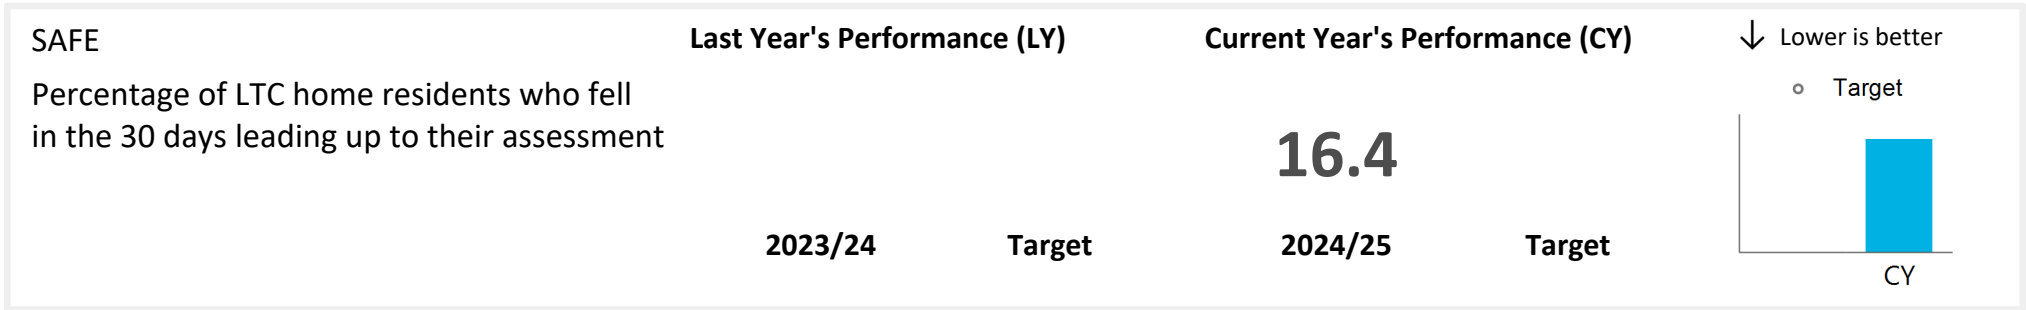 SAFE
Percentage of LTC home residents who fell
in the 30 days leading up to their assessment
Last Year's Performance (LY)
2023/24 Target
Current Year's Performance (CY)
16.4
2024/25 Target
↓ Lower is better
Target
CY